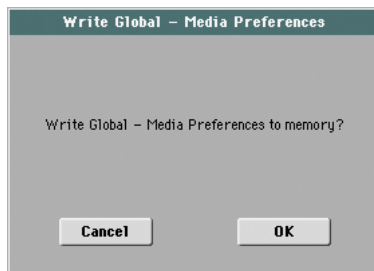 Write Global – Media Preferences
Write Global – Media Preferences to memory?
Cancel OK